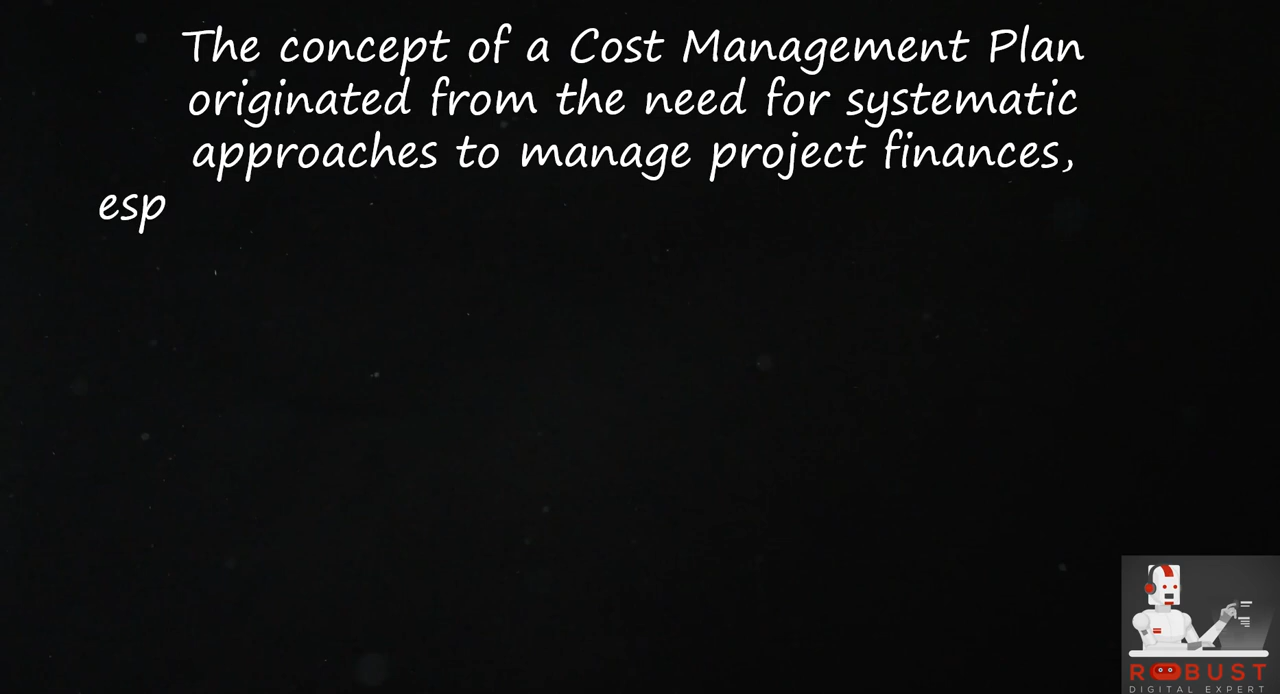 The concept of a Cost Management Plan
originated from the need for systematic
approaches to manage project finances,
esp
ROBUST
DIGITAL EXPERT